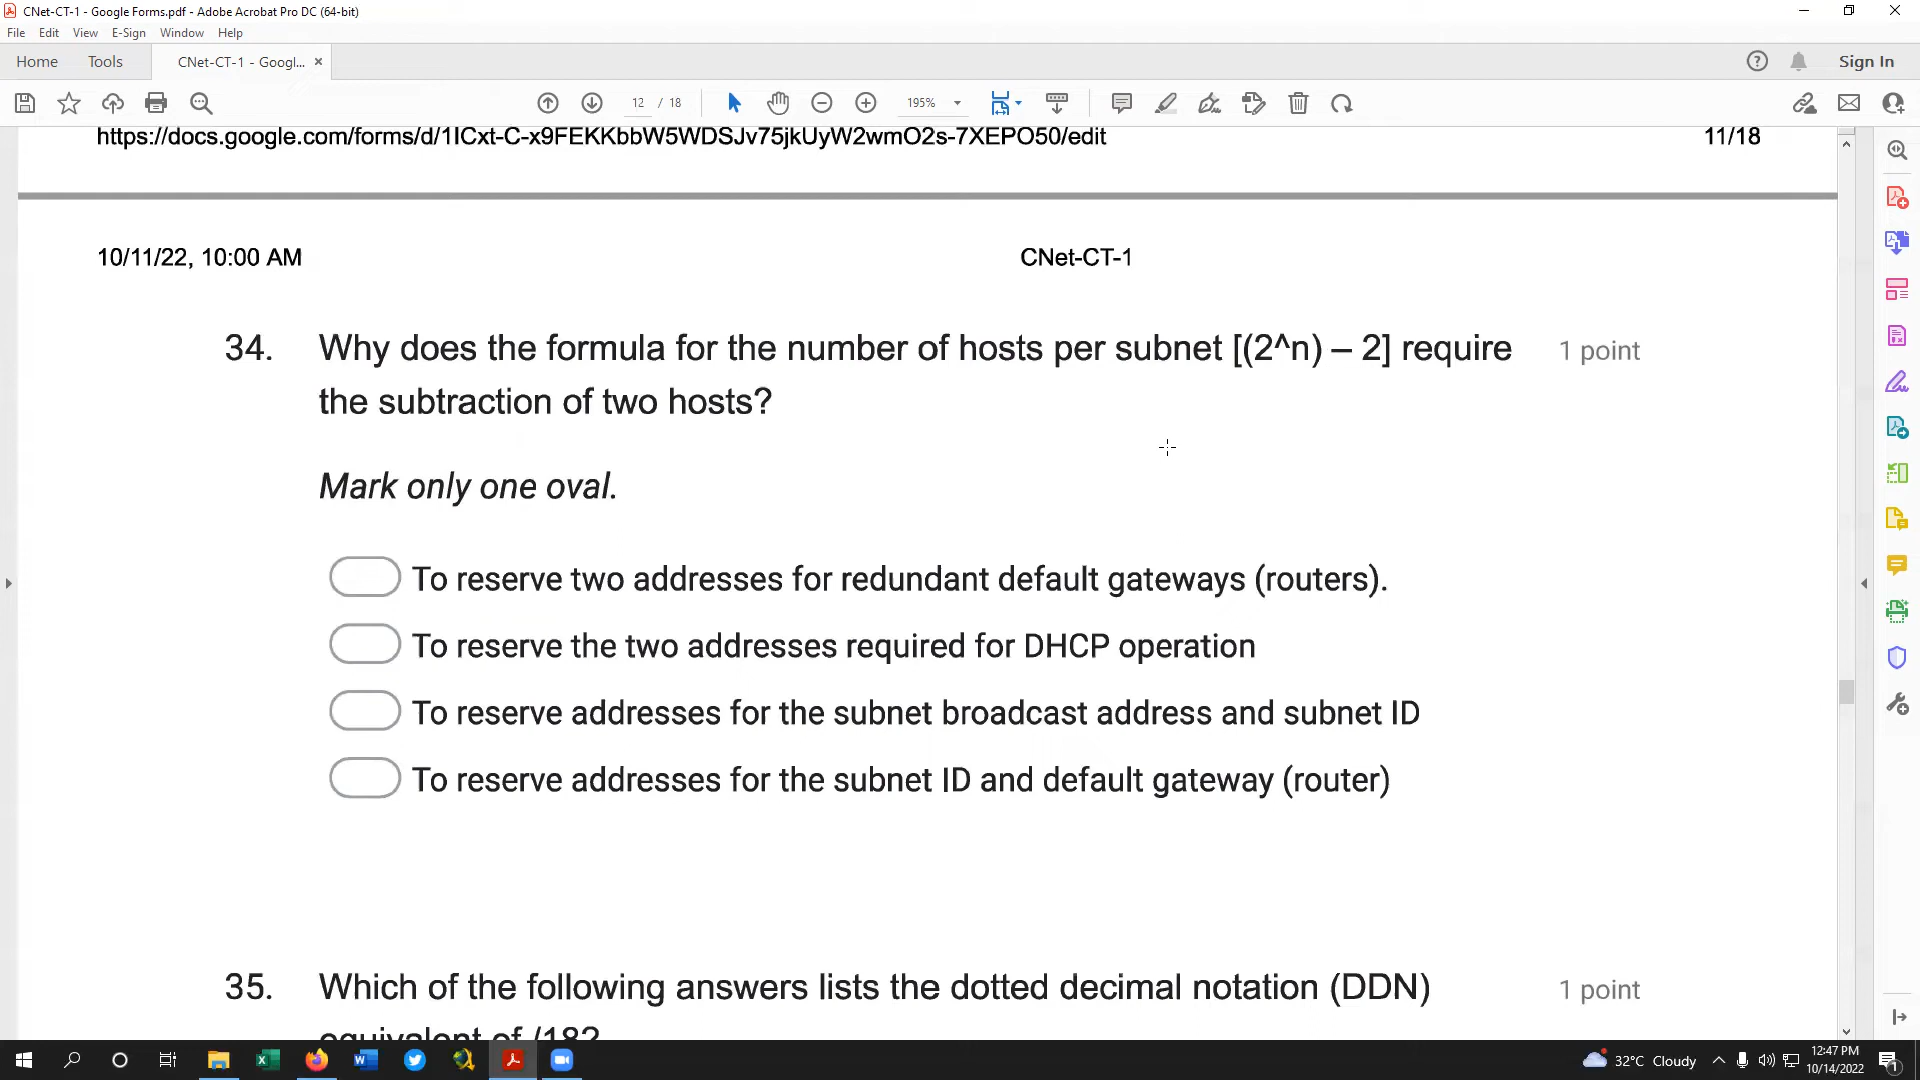 CNet-CT-1 - Google Forms.pdf - Adobe Acrobat Pro DC (64-bit)
File Edit View E-Sign Window Help
Home Tools CNet-CT-1 - Googl... × Sign In
12 / 18 195%
https://docs.google.com/forms/d/1ICxt-C-x9FEKKbbW5WDSJv75jkUyW2wmO2s-7XEPO50/edit 11/18
10/11/22, 10:00 AM CNet-CT-1
34. Why does the formula for the number of hosts per subnet [(2^n) – 2] require 1 point
the subtraction of two hosts?
Mark only one oval.
To reserve two addresses for redundant default gateways (routers).
To reserve the two addresses required for DHCP operation
To reserve addresses for the subnet broadcast address and subnet ID
To reserve addresses for the subnet ID and default gateway (router)
35. Which of the following answers lists the dotted decimal notation (DDN) 1 point
equivalent of /18?
32°C Cloudy 12:47 PM
10/14/2022 1